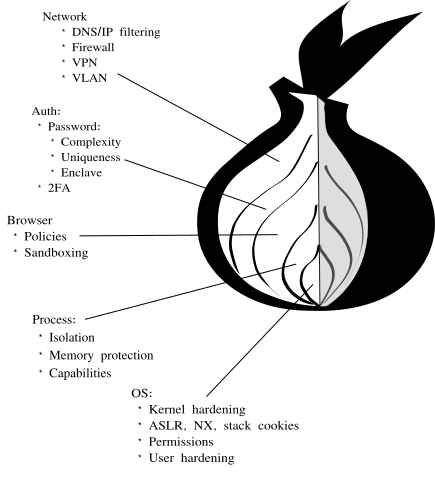 Network
* DNS/IP filtering
* Firewall
* VPN
* VLAN
Auth:
* Password:
* Complexity
* Uniqueness
* Enclave
* 2FA
Browser
* Policies
* Sandboxing
Process:
* Isolation
* Memory protection
* Capabilities
OS:
* Kernel hardening
* ASLR, NX, stack cookies
* Permissions
* User hardening